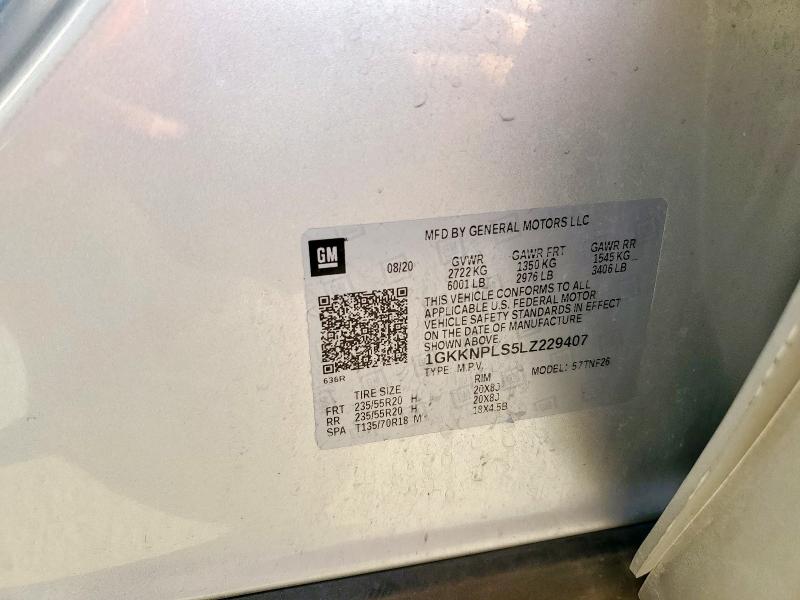 MFD BY GENERAL MOTORS LLC
GM
08/20 GVWR GAWR FRT GAWR RR
2722 KG 1350 KG 1545 KG
6001 LB 2976 LB 3406 LB
THIS VEHICLE CONFORMS TO ALL
APPLICABLE U.S. FEDERAL MOTOR
VEHICLE SAFETY STANDARDS IN EFFECT
ON THE DATE OF MANUFACTURE
SHOWN ABOVE.
1GKKNPLS5LZ229407
636R
TYPE: M.P.V. MODEL: 57TNF26
TIRE SIZE RIM
FRT 235/55R20 H 20X8J
RR 235/55R20 H 20X8J
SPA T135/70R18 M 18X4.5B